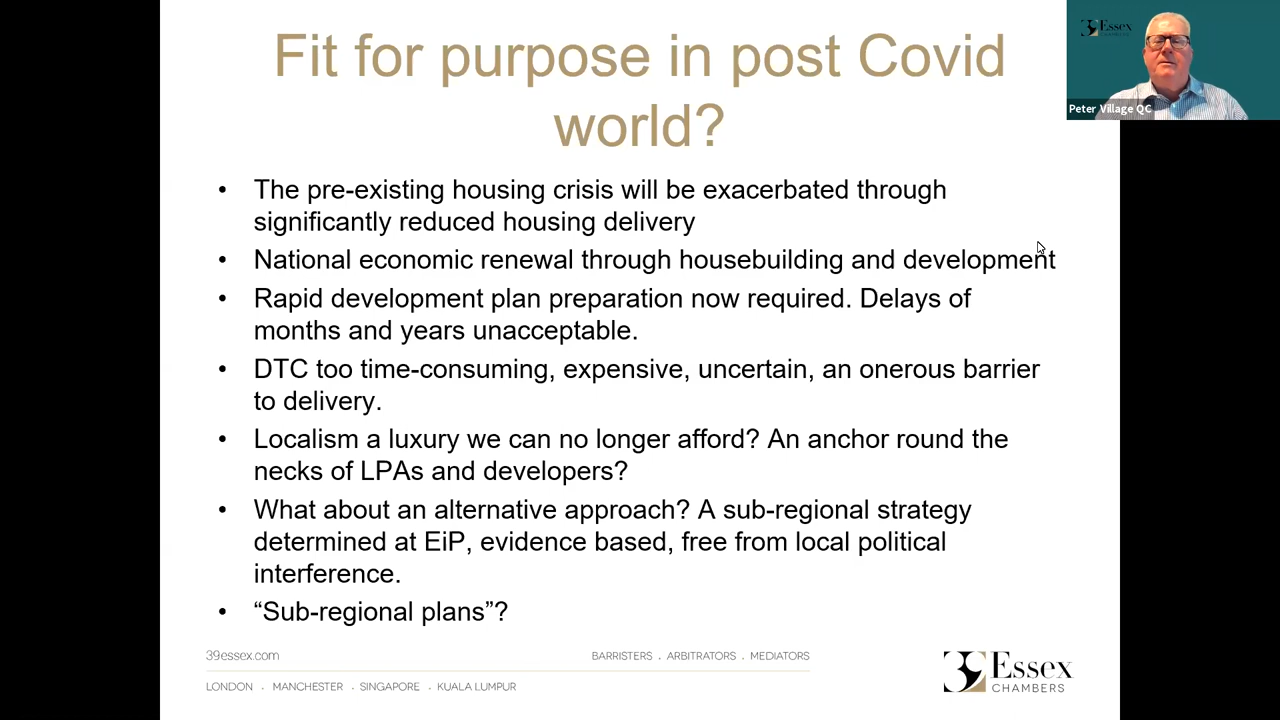 Fit for purpose in post Covid
world?
39 Essex
CHAMBERS
Peter Village QC
• The pre-existing housing crisis will be exacerbated through
significantly reduced housing delivery
• National economic renewal through housebuilding and development
• Rapid development plan preparation now required. Delays of
months and years unacceptable.
• DTC too time-consuming, expensive, uncertain, an onerous barrier
to delivery.
• Localism a luxury we can no longer afford? An anchor round the
necks of LPAs and developers?
• What about an alternative approach? A sub-regional strategy
determined at EiP, evidence based, free from local political
interference.
• “Sub-regional plans”?
39essex.com
BARRISTERS . ARBITRATORS . MEDIATORS
LONDON . MANCHESTER . SINGAPORE . KUALA LUMPUR
39 Essex
CHAMBERS